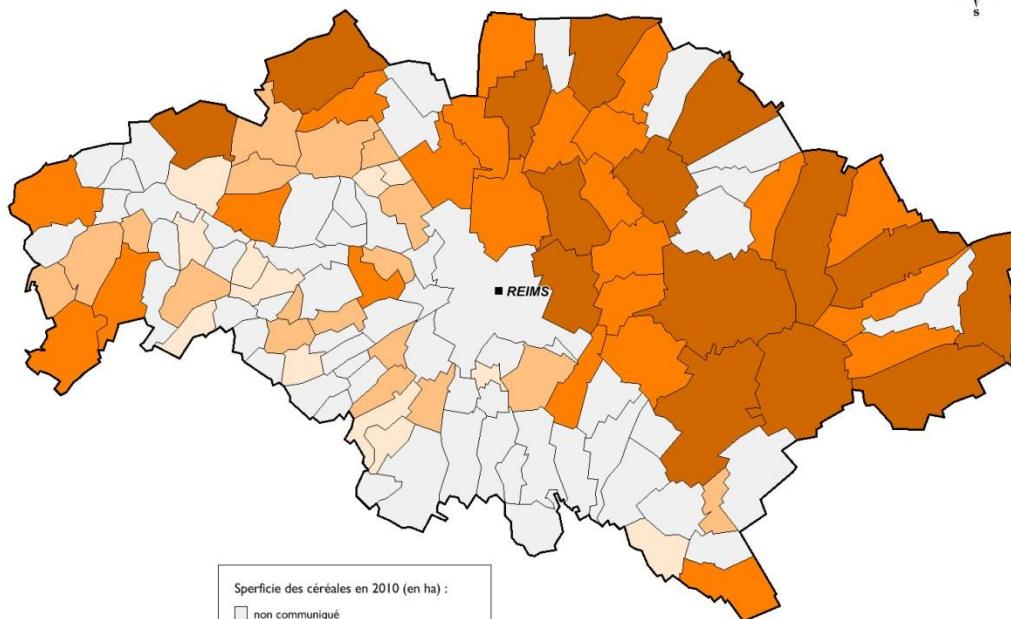 S
REIMS
Sperficie des céréales en 2010 (en ha) :
non communiqué